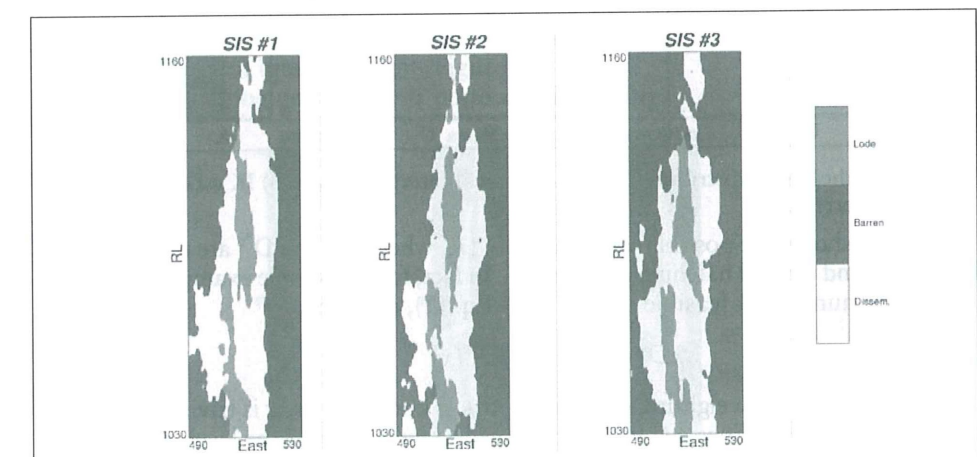 SIS #1
SIS #2
SIS #3
1160
1160
1160
RL
RL
RL
Lode
Barren
Dissem.
1030
1030
1030
490
East
530
490
East
530
490
East
530